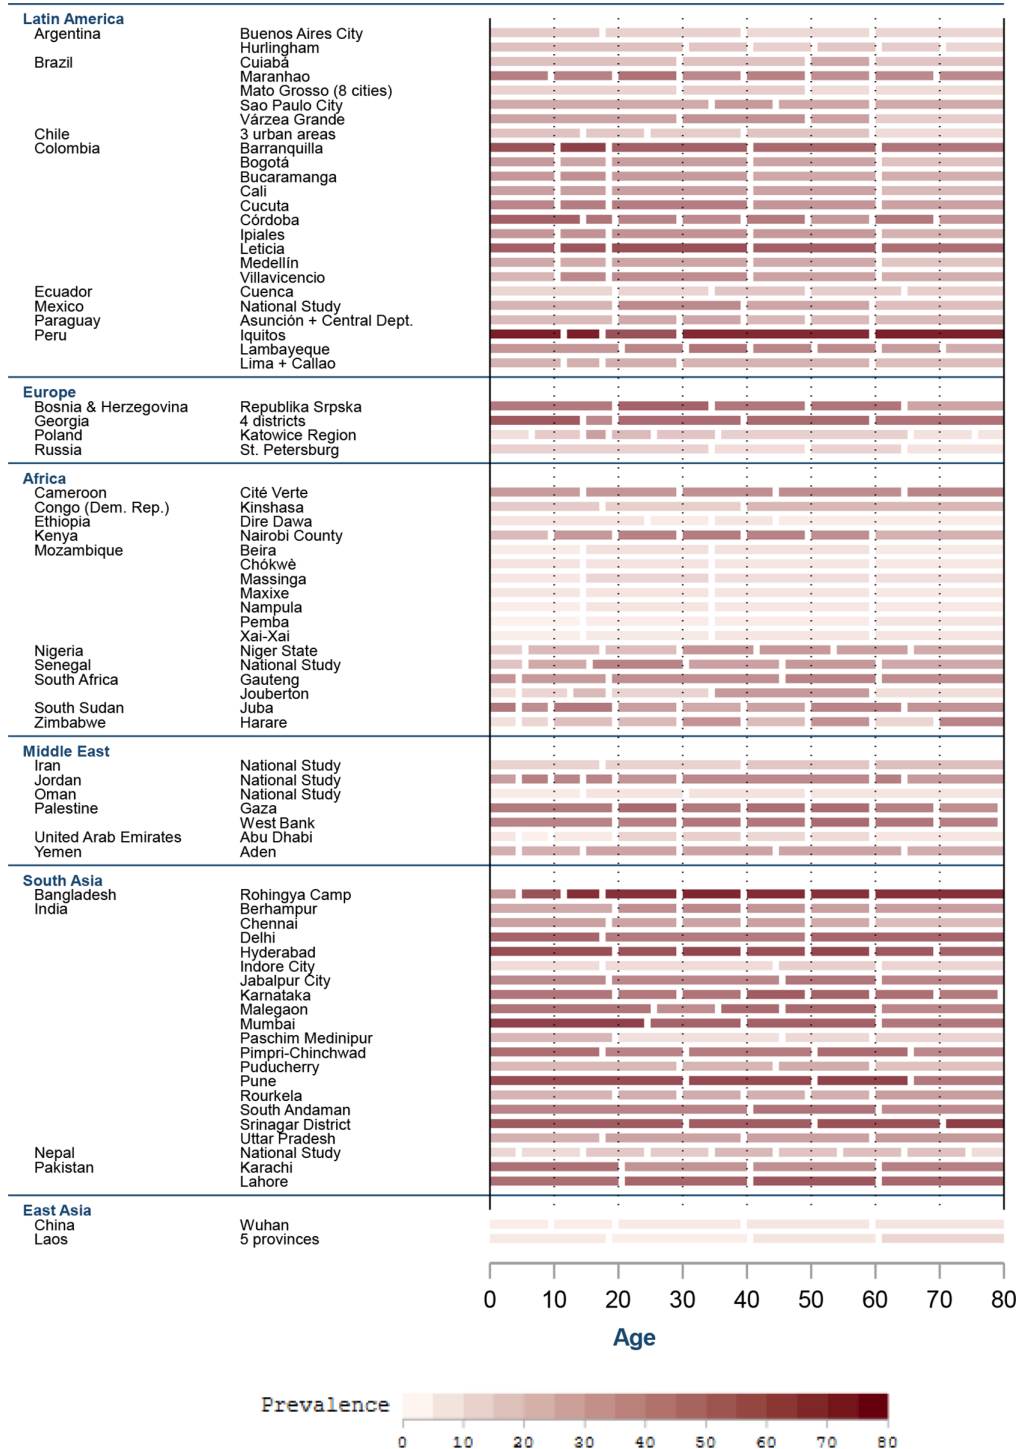 Latin America
Argentina Buenos Aires City
Hurlingham
Brazil Cuiabá
Maranhao
Mato Grosso (8 cities)
Sao Paulo City
Várzea Grande
Chile 3 urban areas
Colombia Barranquilla
Bogotá
Bucaramanga
Cali
Cucuta
Córdoba
Ipiales
Leticia
Medellín
Villavicencio
Ecuador Cuenca
Mexico National Study
Paraguay Asunción + Central Dept.
Peru Iquitos
Lambayeque
Lima + Callao
Europe
Bosnia & Herzegovina Republika Srpska
Georgia 4 districts
Poland Katowice Region
Russia St. Petersburg
Africa
Cameroon Cité Verte
Congo (Dem. Rep.) Kinshasa
Ethiopia Dire Dawa
Kenya Nairobi County
Mozambique Beira
Chókwè
Massinga
Maxixe
Nampula
Pemba
Xai-Xai
Nigeria Niger State
Senegal National Study
South Africa Gauteng
Jouberton
South Sudan Juba
Zimbabwe Harare
Middle East
Iran National Study
Jordan National Study
Oman National Study
Palestine Gaza
West Bank
United Arab Emirates Abu Dhabi
Yemen Aden
South Asia
Bangladesh Rohingya Camp
India Berhampur
Chennai
Delhi
Hyderabad
Indore City
Jabalpur City
Karnataka
Malegaon
Mumbai
Paschim Medinipur
Pimpri-Chinchwad
Puducherry
Pune
Rourkela
South Andaman
Srinagar District
Uttar Pradesh
Nepal National Study
Pakistan Karachi
Lahore
East Asia
China Wuhan
Laos 5 provinces
0 10 20 30 40 50 60 70 80
Age
Prevalence
0 10 20 30 40 50 60 70 80